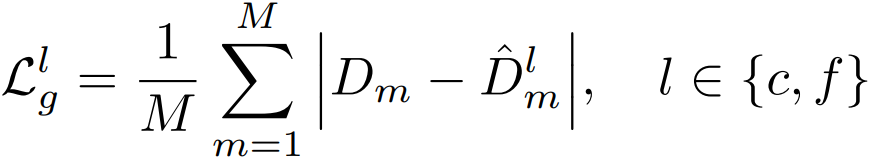 $$\mathcal{L}_g^l = \frac{1}{M} \sum_{m=1}^{M} \left| D_m - \hat{D}_m^l \right|, \quad l \in \{c, f\}$$